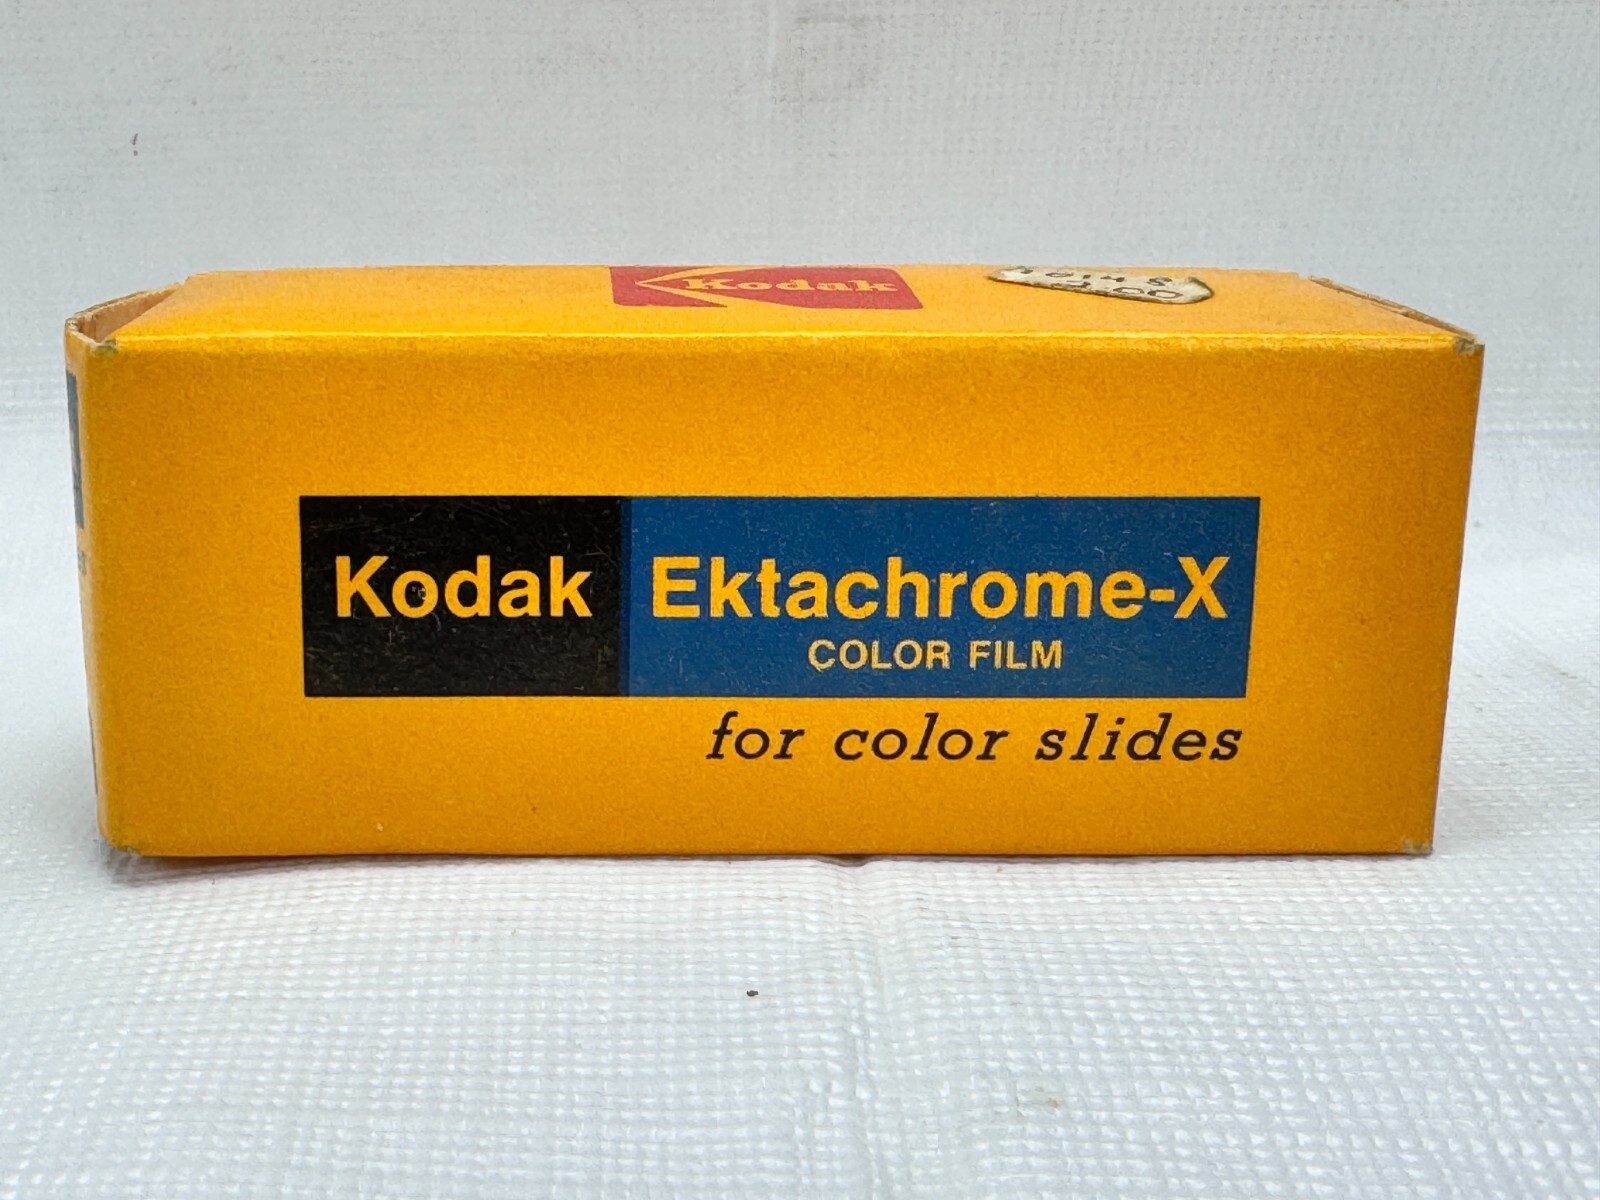 Kodak
Kodak Ektachrome-X
COLOR FILM
for color slides